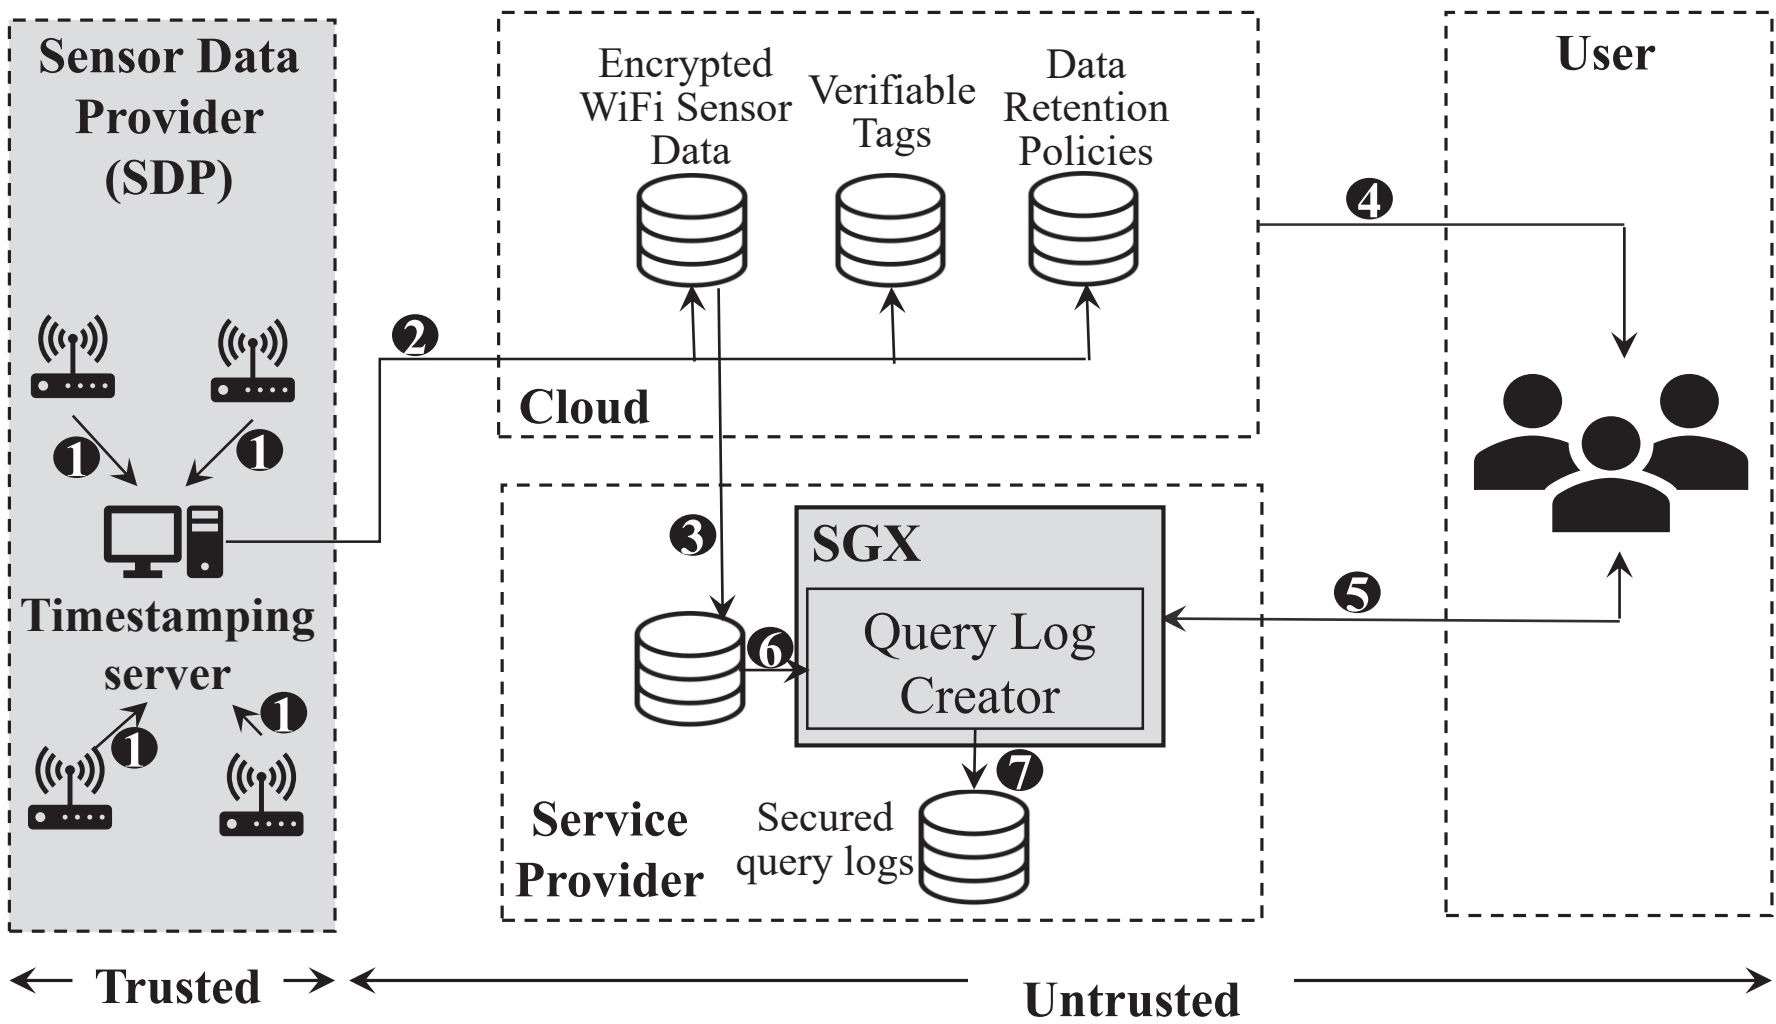 Sensor Data
Provider
(SDP)
1
1
Timestamping
server
1
1
2
Encrypted
WiFi Sensor
Data
Verifiable
Tags
Data
Retention
Policies
Cloud
3
SGX
Query Log
Creator
6
7
Secured
query logs
Service
Provider
4
5
User
Trusted
Untrusted